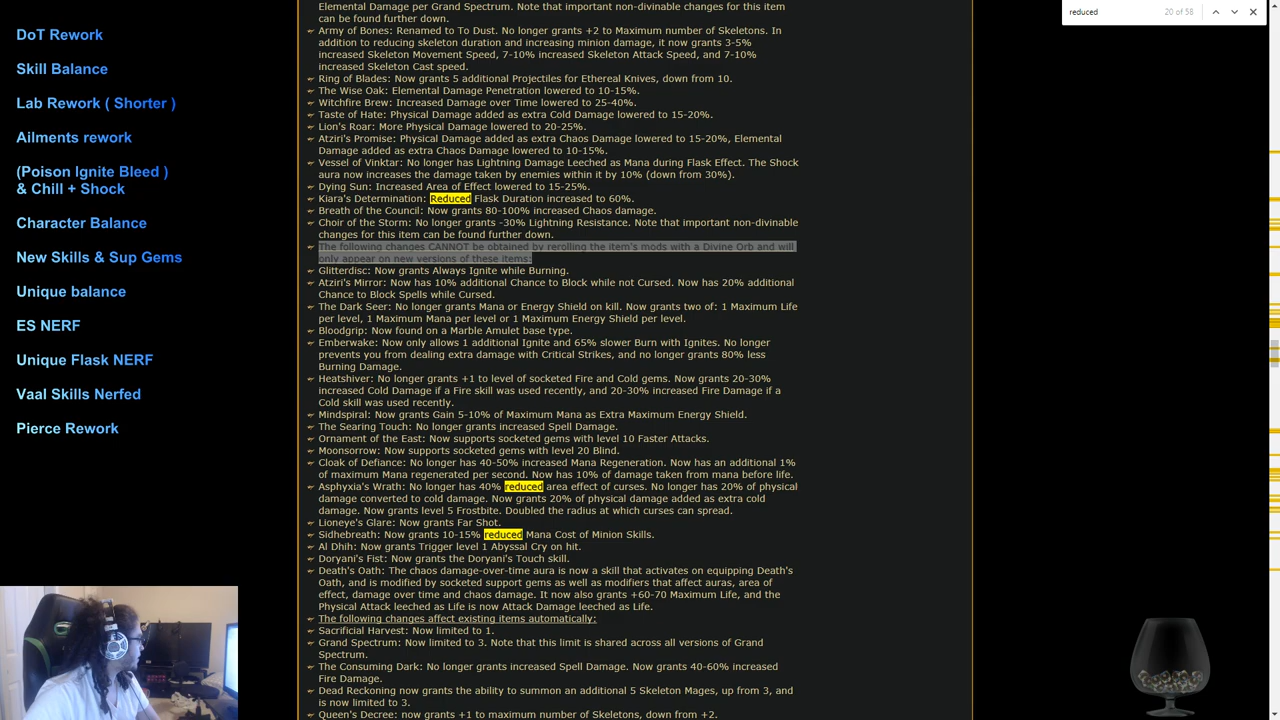 DoT Rework
Skill Balance
Lab Rework ( Shorter )
Ailments rework
(Poison Ignite Bleed )
& Chill + Shock
Character Balance
New Skills & Sup Gems
Unique balance
ES NERF
Unique Flask NERF
Vaal Skills Nerfed
Pierce Rework
Elemental Damage per Grand Spectrum. Note that important non-divinable changes for this item
can be found further down.
Army of Bones: Renamed to To Dust. No longer grants +2 to Maximum number of Skeletons. In
addition to reducing skeleton duration and increasing minion damage, it now grants 3-5%
increased Skeleton Movement Speed, 7-10% increased Skeleton Attack Speed, and 7-10%
increased Skeleton Cast speed.
Ring of Blades: Now grants 5 additional Projectiles for Ethereal Knives, down from 10.
The Wise Oak: Elemental Damage Penetration lowered to 10-15%.
Witchfire Brew: Increased Damage over Time lowered to 25-40%.
Taste of Hate: Physical Damage added as extra Cold Damage lowered to 15-20%.
Lion's Roar: More Physical Damage lowered to 20-25%.
Atziri's Promise: Physical Damage added as extra Chaos Damage lowered to 15-20%, Elemental
Damage added as extra Chaos Damage lowered to 10-15%.
Vessel of Vinktar: No longer has Lightning Damage Leeched as Mana during Flask Effect. The Shock
aura now increases the damage taken by enemies within it by 10% (down from 30%).
Dying Sun: Increased Area of Effect lowered to 15-25%.
Kiara's Determination: Reduced Flask Duration increased to 60%.
Breath of the Council: Now grants 80-100% increased Chaos damage.
Choir of the Storm: No longer grants -30% Lightning Resistance. Note that important non-divinable
changes for this item can be found further down.
The following changes CANNOT be obtained by rerolling the item's mods with a Divine Orb and will
only appear on new versions of these items:
Glitterdisc: Now grants Always Ignite while Burning.
Atziri's Mirror: Now has 10% additional Chance to Block while not Cursed. Now has 20% additional
Chance to Block Spells while Cursed.
The Dark Seer: No longer grants Mana or Energy Shield on kill. Now grants two of: 1 Maximum Life
per level, 1 Maximum Mana per level or 1 Maximum Energy Shield per level.
Bloodgrip: Now found on a Marble Amulet base type.
Emberwake: Now only allows 1 additional Ignite and 65% slower Burn with Ignites. No longer
prevents you from dealing extra damage with Critical Strikes, and no longer grants 80% less
Burning Damage.
Heatshiver: No longer grants +1 to level of socketed Fire and Cold gems. Now grants 20-30%
increased Cold Damage if a Fire skill was used recently, and 20-30% increased Fire Damage if a
Cold skill was used recently.
Mindspiral: Now grants Gain 5-10% of Maximum Mana as Extra Maximum Energy Shield.
The Searing Touch: No longer grants increased Spell Damage.
Ornament of the East: Now supports socketed gems with level 10 Faster Attacks.
Moonsorrow: Now supports socketed gems with level 20 Blind.
Cloak of Defiance: No longer has 40-50% increased Mana Regeneration. Now has an additional 1%
of maximum Mana regenerated per second. Now has 10% of damage taken from mana before life.
Asphyxia's Wrath: No longer has 40% reduced area effect of curses. No longer has 20% of physical
damage converted to cold damage. Now grants 20% of physical damage added as extra cold
damage. Now grants level 5 Frostbite. Doubled the radius at which curses can spread.
Lioneye's Glare: Now grants Far Shot.
Sidhebreath: Now grants 10-15% reduced Mana Cost of Minion Skills.
Al Dhih: Now grants Trigger level 1 Abyssal Cry on hit.
Doryani's Fist: Now grants the Doryani's Touch skill.
Death's Oath: The chaos damage-over-time aura is now a skill that activates on equipping Death's
Oath, and is modified by socketed support gems as well as modifiers that affect auras, area of
effect, damage over time and chaos damage. It now also grants +60-70 Maximum Life, and the
Physical Attack leeched as Life is now Attack Damage leeched as Life.
The following changes affect existing items automatically:
Sacrificial Harvest: Now limited to 1.
Grand Spectrum: Now limited to 3. Note that this limit is shared across all versions of Grand
Spectrum.
The Consuming Dark: No longer grants increased Spell Damage. Now grants 40-60% increased
Fire Damage.
Dead Reckoning now grants the ability to summon an additional 5 Skeleton Mages, up from 3, and
is now limited to 3.
Queen's Decree: now grants +1 to maximum number of Skeletons, down from +2.
reduced
20 of 58